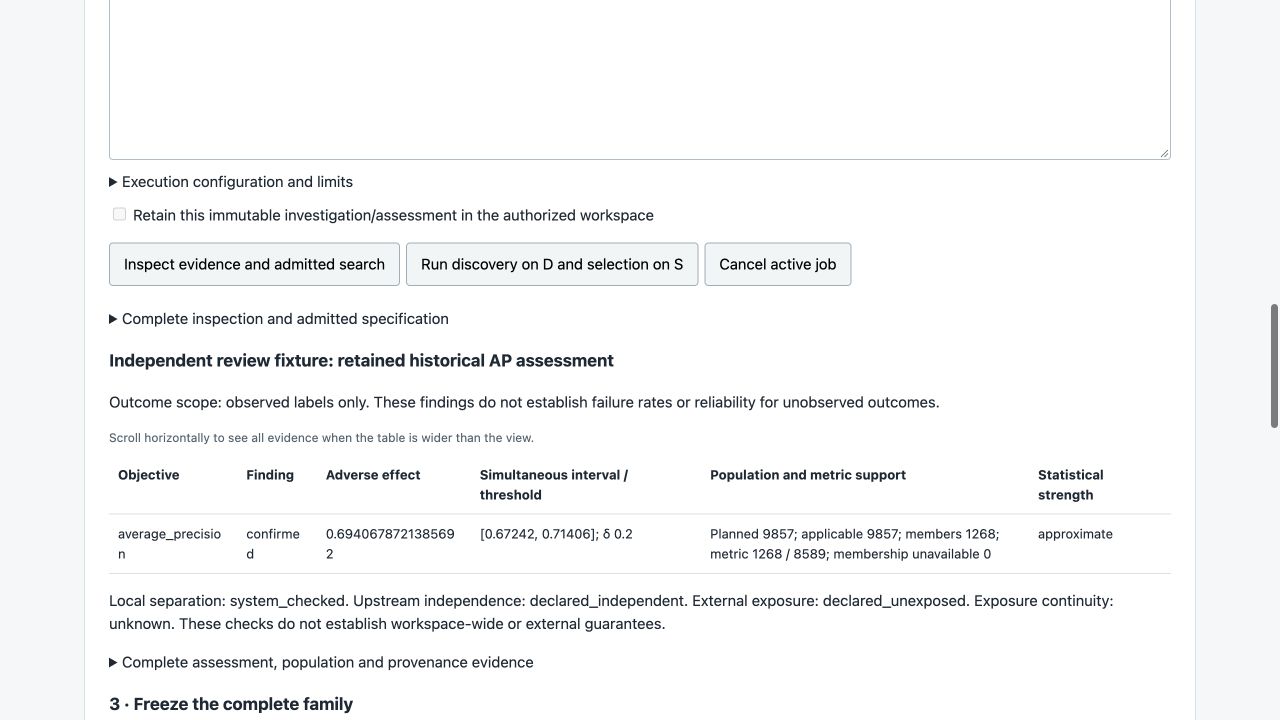 Execution configuration and limits
Retain this immutable investigation/assessment in the authorized workspace
Inspect evidence and admitted search
Run discovery on D and selection on S
Cancel active job
Complete inspection and admitted specification
Independent review fixture: retained historical AP assessment
Outcome scope: observed labels only. These findings do not establish failure rates or reliability for unobserved outcomes.
Scroll horizontally to see all evidence when the table is wider than the view.
Objective Finding Adverse effect Simultaneous interval / Population and metric support Statistical
threshold strength
average_precisio confirme 0.694067872138569 [0.67242, 0.71406]; δ 0.2 Planned 9857; applicable 9857; members 1268; approximate
n d 2 metric 1268 / 8589; membership unavailable 0
Local separation: system_checked. Upstream independence: declared_independent. External exposure: declared_unexposed. Exposure continuity:
unknown. These checks do not establish workspace-wide or external guarantees.
Complete assessment, population and provenance evidence
3 · Freeze the complete family